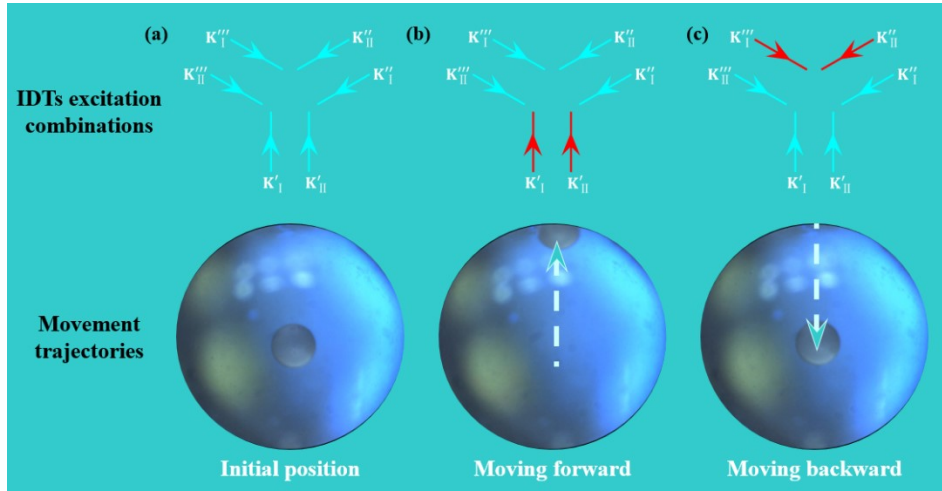 (a) (b) (c)
K‴I K″II K‴I K″II K‴I K″II
K‴II K″I K‴II K″I K‴II K″I
IDTs excitation
combinations
K′I K′II K′I K′II K′I K′II
Movement
trajectories
Initial position Moving forward Moving backward